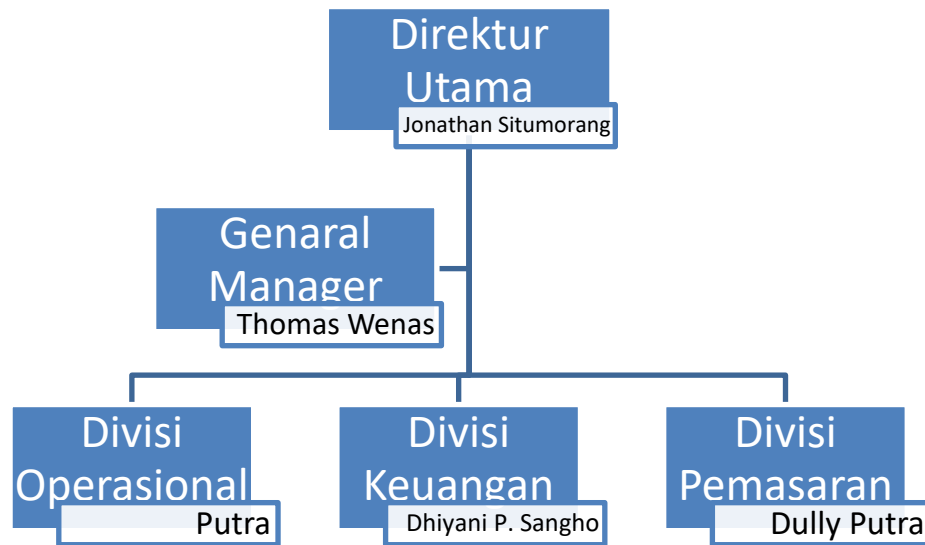 Direktur
Utama
Jonathan Situmorang
Genaral
Manager
Thomas Wenas
Divisi
Operasional
Putra
Divisi
Keuangan
Dhiyani P. Sangho
Divisi
Pemasaran
Dully Putra